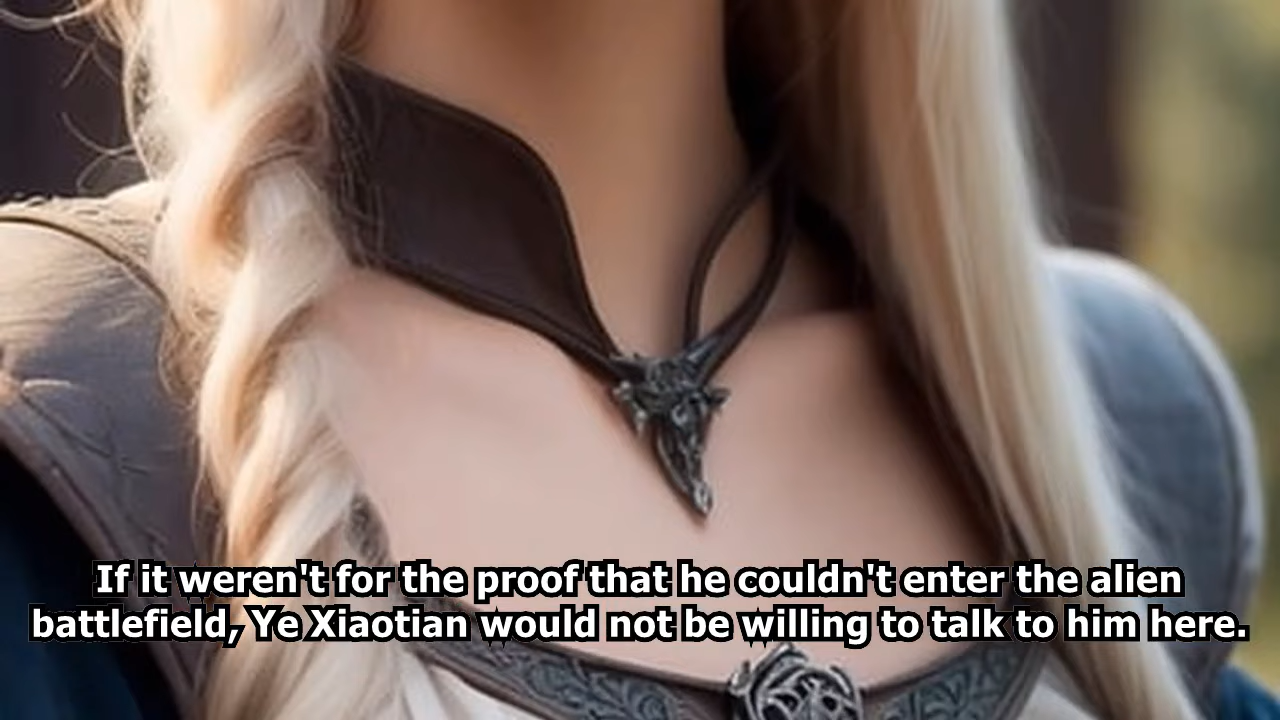 If it weren't for the proof that he couldn't enter the alien
battlefield, Ye Xiaotian would not be willing to talk to him here.